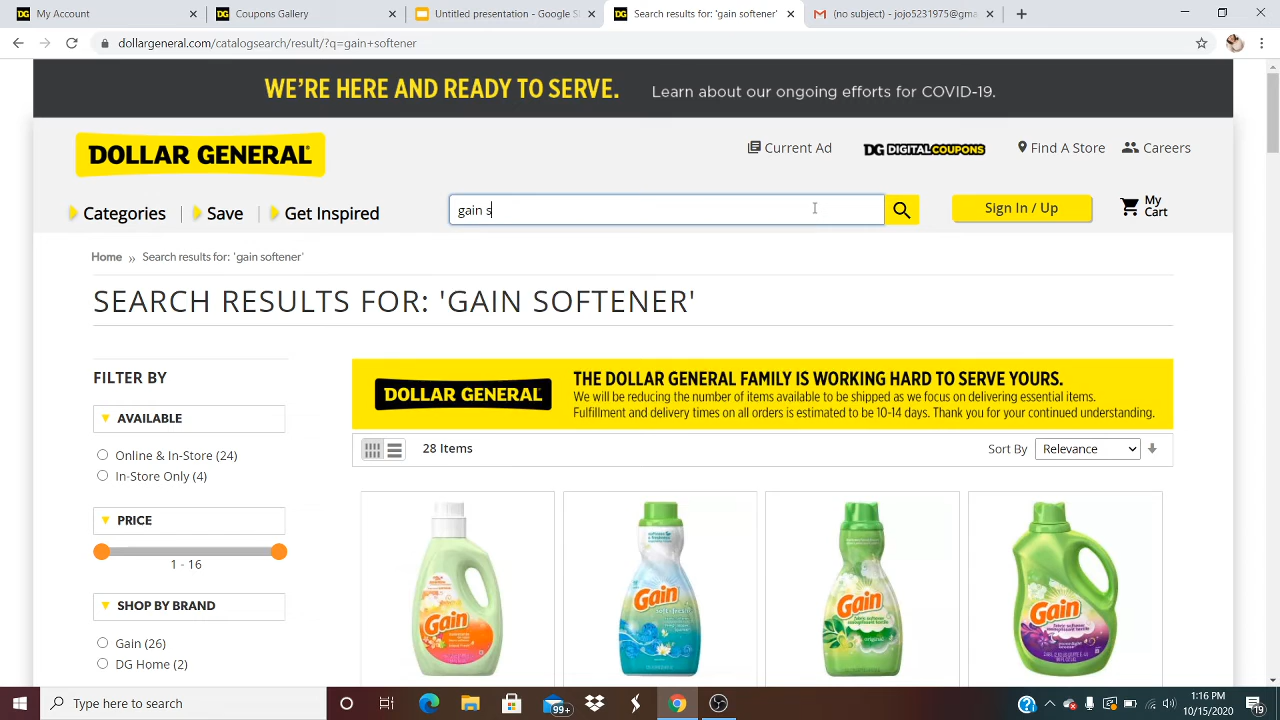 My Account
Coupons Gallery
Untitled presentation - Google S
Search results for: 'gain softener'
(no subject) - jojo131675@gma
dollargeneral.com/catalogsearch/result/?q=gain+softener
WE'RE HERE AND READY TO SERVE. Learn about our ongoing efforts for COVID-19.
DOLLAR GENERAL
Current Ad
DG DIGITAL COUPONS
Find A Store
Careers
Categories
Save
Get Inspired
gain s
Sign In / Up
My Cart
Home » Search results for: 'gain softener'
SEARCH RESULTS FOR: 'GAIN SOFTENER'
FILTER BY
AVAILABLE
Online & In-Store (24)
In-Store Only (4)
PRICE
1 - 16
SHOP BY BRAND
Gain (26)
DG Home (2)
DOLLAR GENERAL
THE DOLLAR GENERAL FAMILY IS WORKING HARD TO SERVE YOURS.
We will be reducing the number of items available to be shipped as we focus on delivering essential items.
Fulfillment and delivery times on all orders is estimated to be 10-14 days. Thank you for your continued understanding.
28 Items
Sort By Relevance
Gain
Gain
Gain
original
Gain
Type here to search
99+
1:16 PM
10/15/2020
19